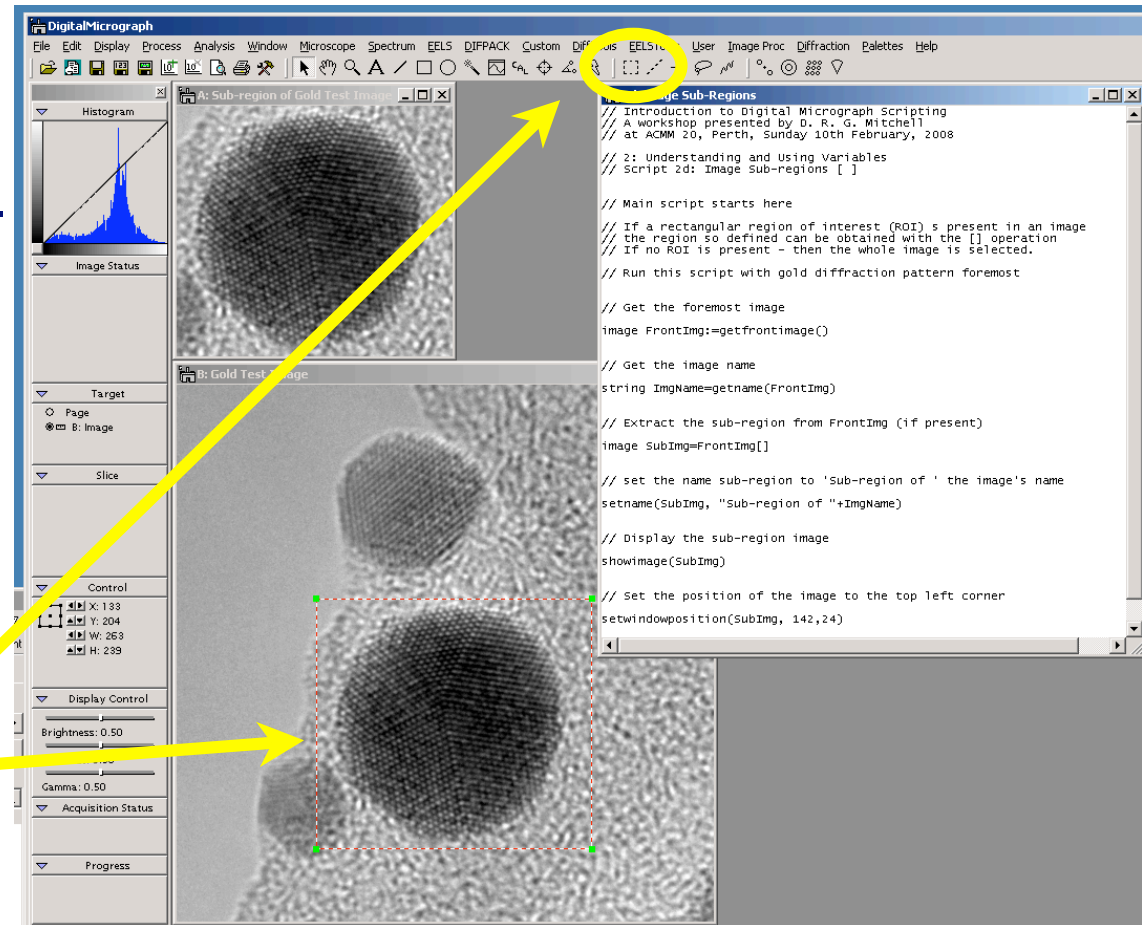 DigitalMicrograph
File Edit Display Process Analysis Window Microscope Spectrum EELS DIFPACK Custom User Image Proc Diffraction Palettes Help
Histogram
Image Status
Target
Page
B: Image
Slice
Control
X: 133
Y: 204
W: 263
H: 239
Display Control
Brightness: 0.50
Gamma: 0.50
Acquisition Status
Progress
A: Sub-region of Gold Test Image
B: Gold Test Image
Sub-Regions
// Introduction to Digital Micrograph Scripting
// A workshop presented by D. R. G. Mitchell
// at ACMM 20, Perth, Sunday 10th February, 2008
// 2: Understanding and Using Variables
// Script 2d: Image Sub-regions [ ]
// Main script starts here
// If a rectangular region of interest (ROI) s present in an image
// the region so defined can be obtained with the [] operation
// If no ROI is present - then the whole image is selected.
// Run this script with gold diffraction pattern foremost
// Get the foremost image
image FrontImg:=getfrontimage()
// Get the image name
string ImgName=getname(FrontImg)
// Extract the sub-region from FrontImg (if present)
image SubImg=FrontImg[]
// set the name sub-region to 'Sub-region of ' the image's name
setname(SubImg, "Sub-region of "+ImgName)
// Display the sub-region image
showimage(SubImg)
// Set the position of the image to the top left corner
setwindowposition(SubImg, 142,24)